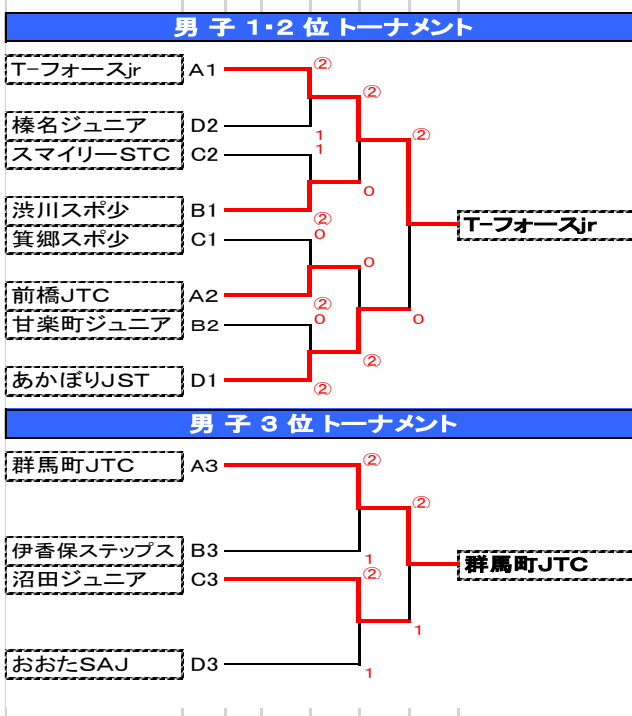 男 子 1・2 位 トーナメント
T-フォースjr A1 ②
②
榛名ジュニア D2 1 ②
スマイリーSTC C2 1
0
渋川スポ少 B1 ② T-フォースjr
箕郷スポ少 C1 0
0
前橋JTC A2 ②
甘楽町ジュニア B2 0 0
②
あかぼりJST D1 ②
男 子 3 位 トーナメント
群馬町JTC A3 ②
②
伊香保ステップス B3 1 群馬町JTC
沼田ジュニア C3 ②
1
おおたSAJ D3 1